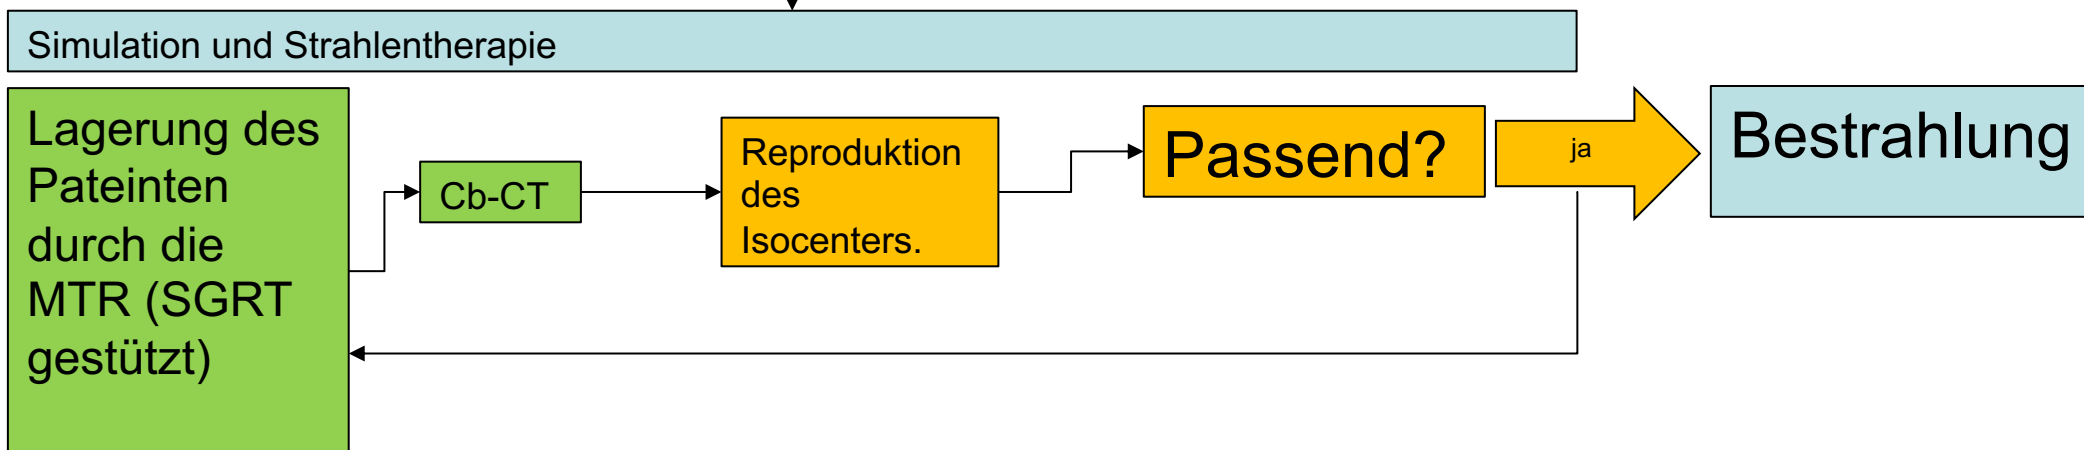 Simulation und Strahlentherapie
Lagerung des
Pateinten
durch die
MTR (SGRT
gestützt)
Cb-CT
Reproduktion
des
Isocenters.
Passend?
ja
Bestrahlung